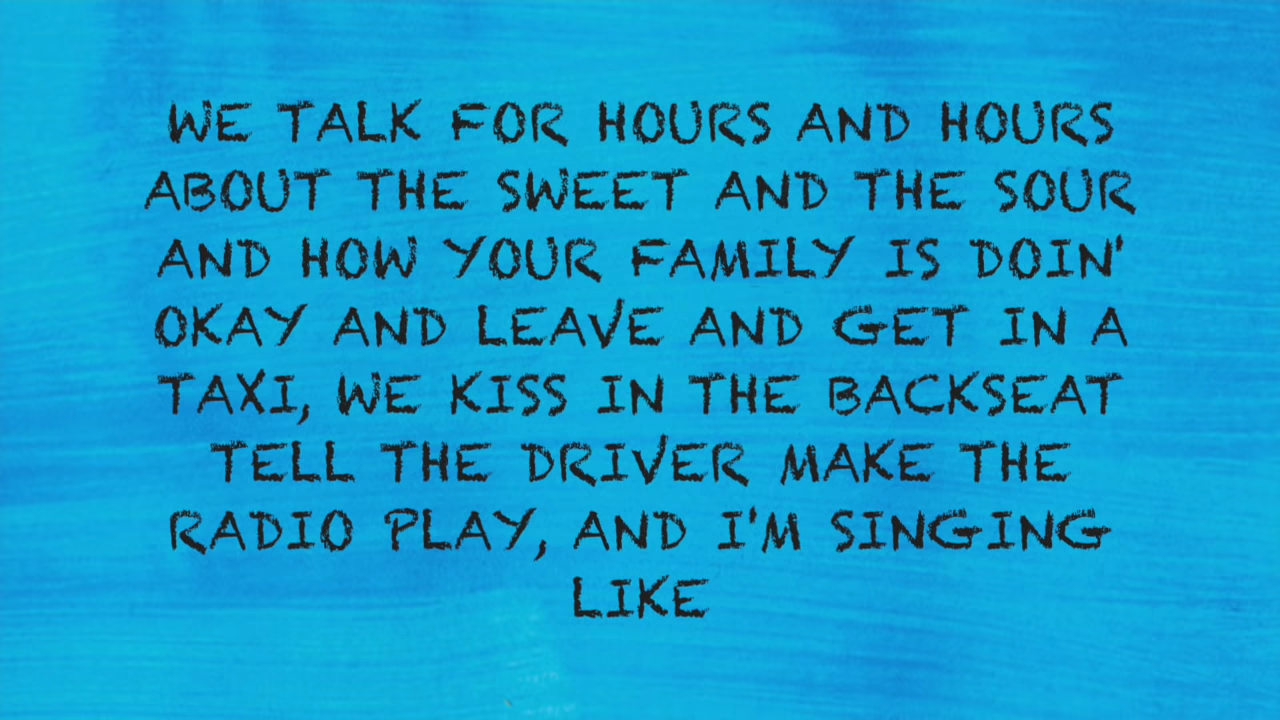 WE TALK FOR HOURS AND HOURS
ABOUT THE SWEET AND THE SOUR
AND HOW YOUR FAMILY IS DOIN'
OKAY AND LEAVE AND GET IN A
TAXI, WE KISS IN THE BACKSEAT
TELL THE DRIVER MAKE THE
RADIO PLAY, AND I'M SINGING
LIKE